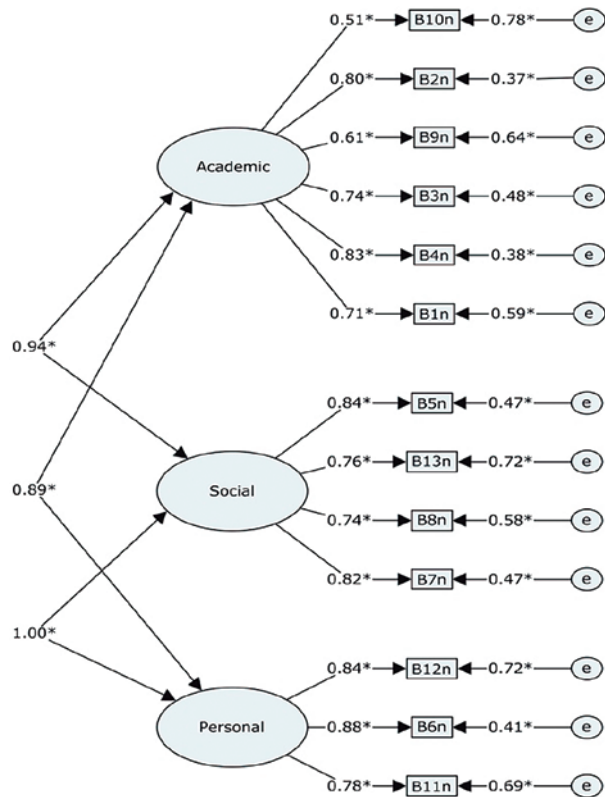 0.51* B10n 0.78* e
0.80* B2n 0.37* e
0.61* B9n 0.64* e
Academic
0.74* B3n 0.48* e
0.83* B4n 0.38* e
0.71* B1n 0.59* e
0.94*
0.84* B5n 0.47* e
0.76* B13n 0.72* e
0.89*
Social
0.74* B8n 0.58* e
0.82* B7n 0.47* e
1.00*
0.84* B12n 0.72* e
Personal
0.88* B6n 0.41* e
0.78* B11n 0.69* e